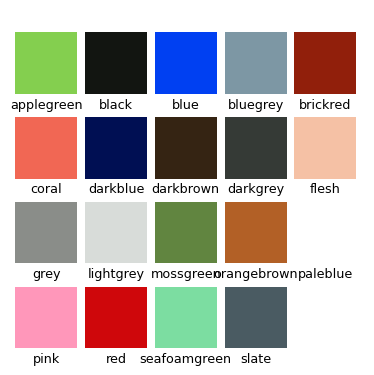 applegreen black blue bluegrey brickred
coral darkblue darkbrown darkgrey flesh
grey lightgrey mossgreen orangebrown paleblue
pink red seafoamgreen slate